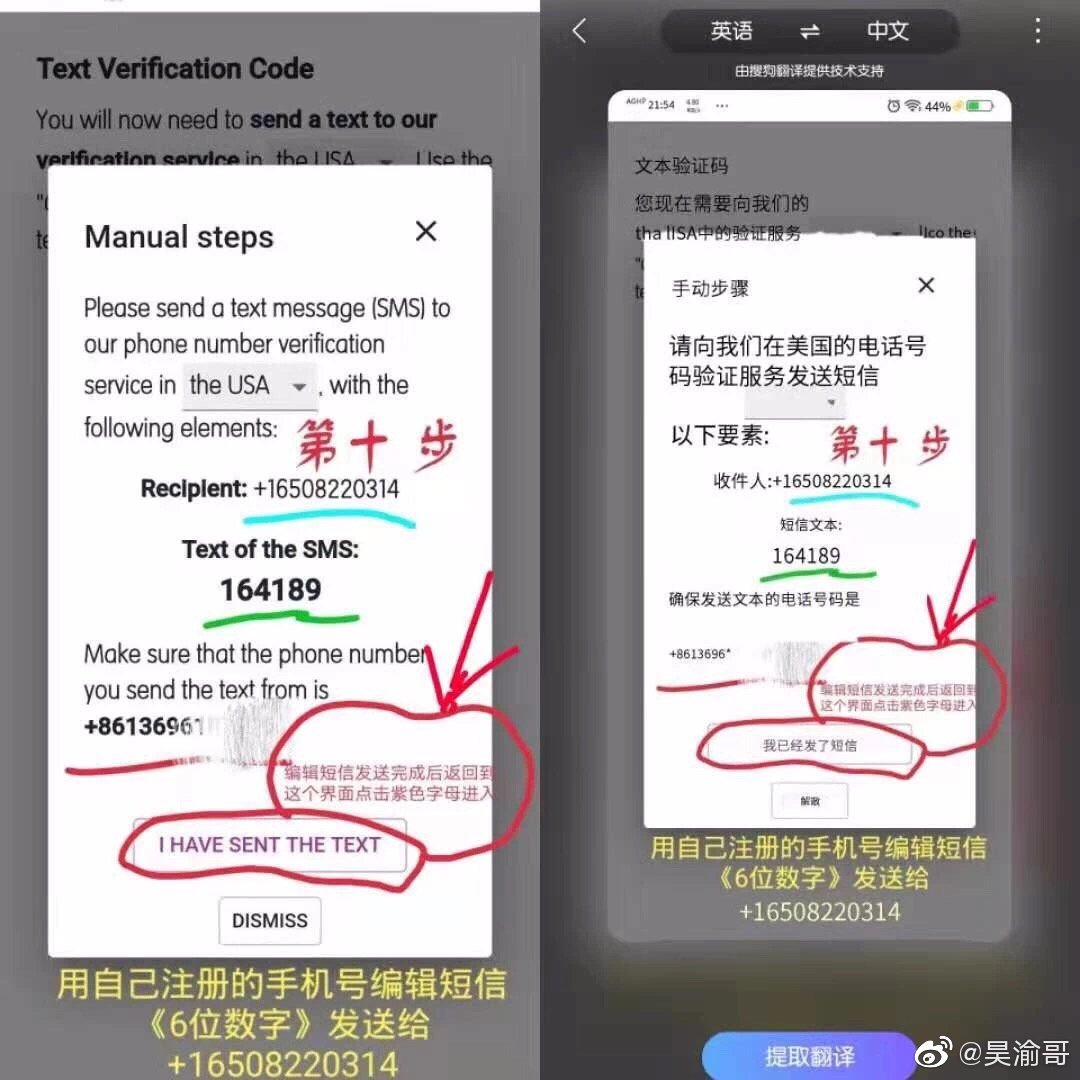 Text Verification Code
You will now need to send a text to our
verification service in the USA Use the
Manual steps
Please send a text message (SMS) to
our phone number verification
service in the USA , with the
following elements:
第十步
Recipient: +16508220314
Text of the SMS:
164189
Make sure that the phone number
you send the text from is
+86136961
编辑短信发送完成后返回到
这个界面点击紫色字母进入
I HAVE SENT THE TEXT
DISMISS
用自己注册的手机号编辑短信
《6位数字》发送给
+16508220314
英语 ⇌ 中文
由搜狗翻译提供技术支持
21:54
44%
文本验证码
您现在需要向我们的
tha lISA中的验证服务
手动步骤
请向我们在美国的电话号
码验证服务发送短信
以下要素:
第十步
收件人:+16508220314
短信文本:
164189
确保发送文本的电话号码是
+8613696*
编辑短信发送完成后返回到
这个界面点击紫色字母进入
我已经发了短信
解散
用自己注册的手机号编辑短信
《6位数字》发送给
+16508220314
提取翻译
@昊渝哥